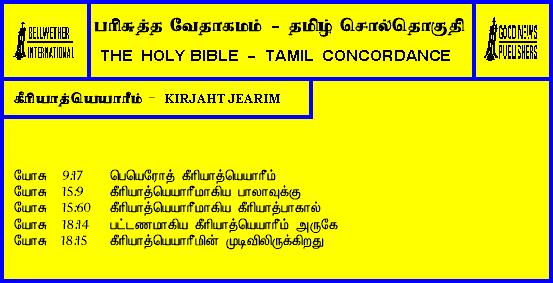 BELLWETHER
INTERNATIONAL
பரிசுத்த வேதாகமம் - தமிழ் சொல்தொகுதி
THE HOLY BIBLE - TAMIL CONCORDANCE
GOOD NEWS
PUBLISHERS
கீரியாத்யெயாரீம் - KIRJAHT JEARIM
யோசு 9:17 பெயெரோத் கீரியாத்யெயாரீம்
யோசு 15:9 கீரியாத்யெயாரீமாகிய பாலாவுக்கு
யோசு 15:60 கீரியாத்யெயாரீமாகிய கீரியாத்பாகால்
யோசு 18:14 பட்டணமாகிய கீரியாத்யெயாரீம் அருகே
யோசு 18:15 கீரியாத்யெயாரீமின் முடிவிலிருக்கிறது